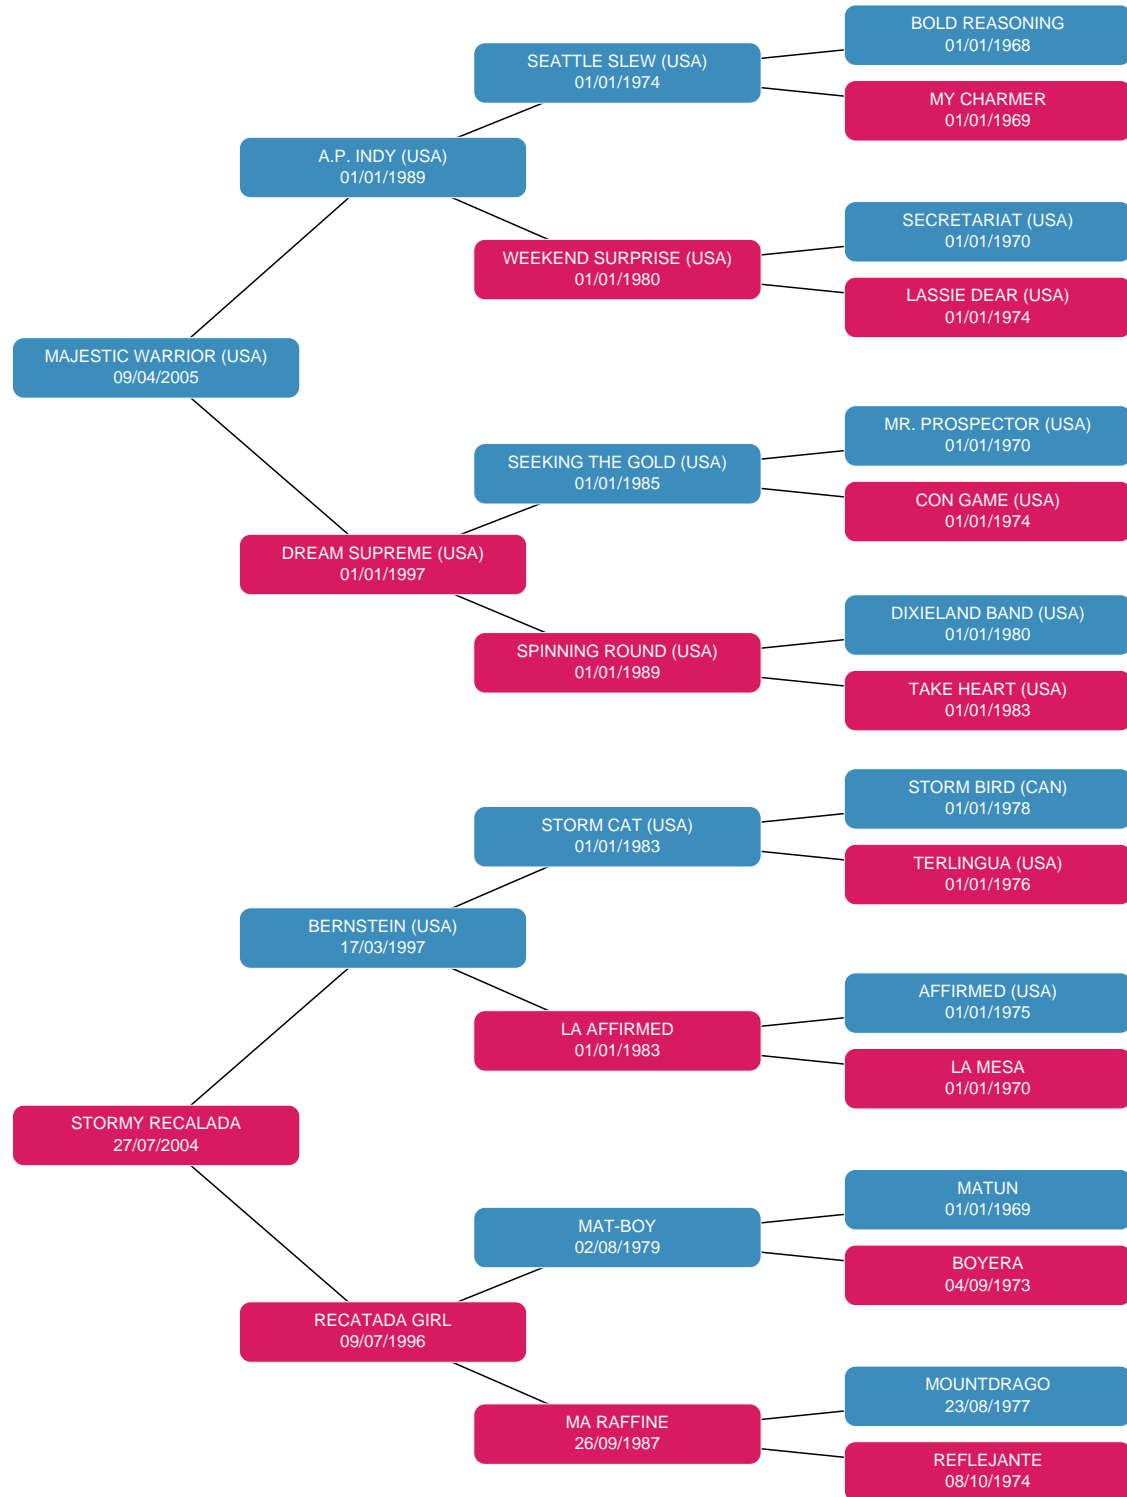 BOLD REASONING
01/01/1968
SEATTLE SLEW (USA)
01/01/1974
MY CHARMER
01/01/1969
A.P. INDY (USA)
01/01/1989
SECRETARIAT (USA)
01/01/1970
WEEKEND SURPRISE (USA)
01/01/1980
LASSIE DEAR (USA)
01/01/1974
MAJESTIC WARRIOR (USA)
09/04/2005
MR. PROSPECTOR (USA)
01/01/1970
SEEKING THE GOLD (USA)
01/01/1985
CON GAME (USA)
01/01/1974
DREAM SUPREME (USA)
01/01/1997
DIXIELAND BAND (USA)
01/01/1980
SPINNING ROUND (USA)
01/01/1989
TAKE HEART (USA)
01/01/1983
STORM BIRD (CAN)
01/01/1978
STORM CAT (USA)
01/01/1983
TERLINGUA (USA)
01/01/1976
BERNSTEIN (USA)
17/03/1997
AFFIRMED (USA)
01/01/1975
LA AFFIRMED
01/01/1983
LA MESA
01/01/1970
STORMY RECALADA
27/07/2004
MATUN
01/01/1969
MAT-BOY
02/08/1979
BOYERA
04/09/1973
RECATADA GIRL
09/07/1996
MOUNTDRAGO
23/08/1977
MA RAFFINE
26/09/1987
REFLEJANTE
08/10/1974